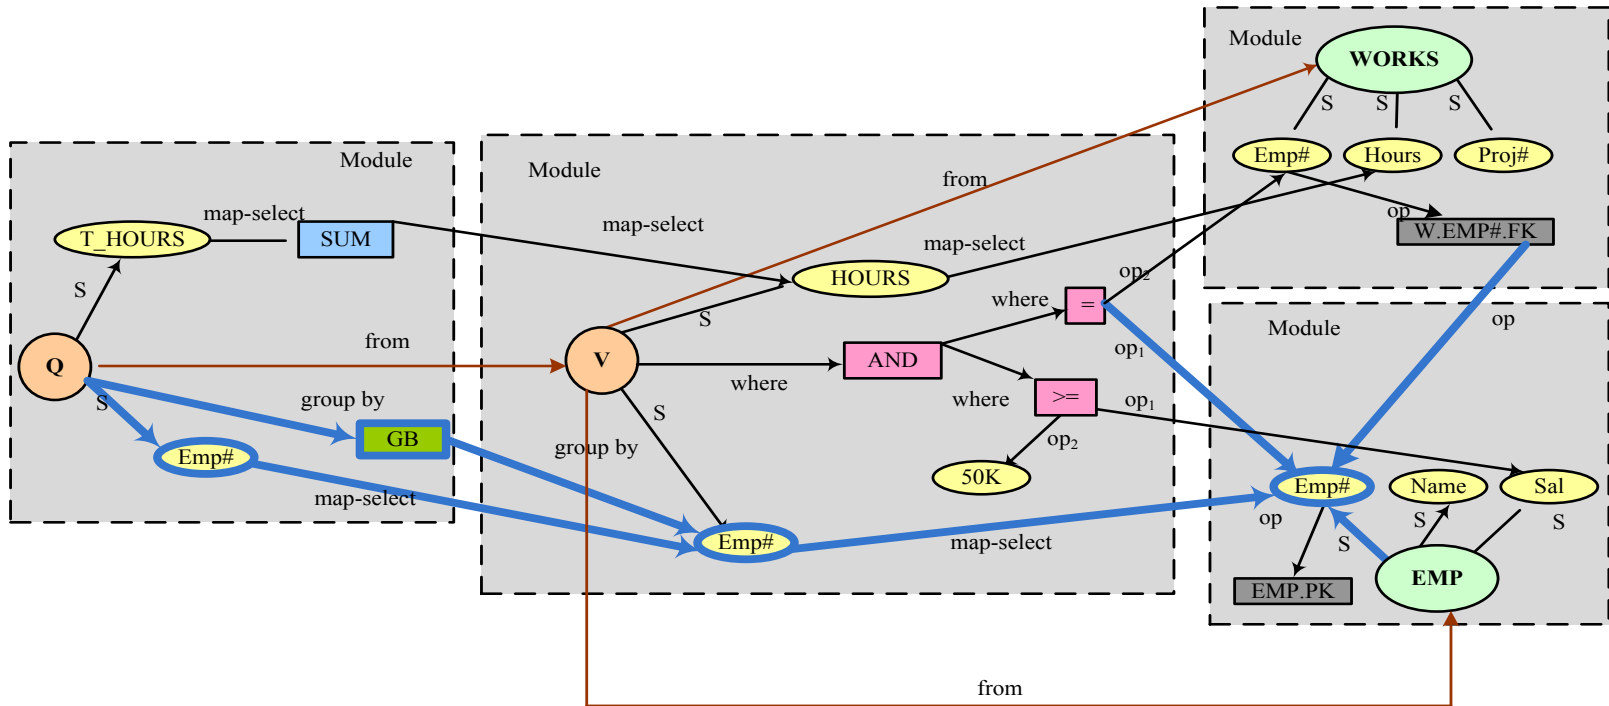 Module
T_HOURS
map-select
SUM
S
Q
from
S
group by
GB
Emp#
map-select
Module
from
map-select
HOURS
map-select
S
V
where
AND
where
=
op2
op1
where
>=
op1
op2
50K
S
group by
Emp#
map-select
from
Module
WORKS
S
S
S
Emp#
Hours
Proj#
op
W.EMP#.FK
op
Module
Emp#
Name
Sal
op
S
S
S
EMP.PK
EMP